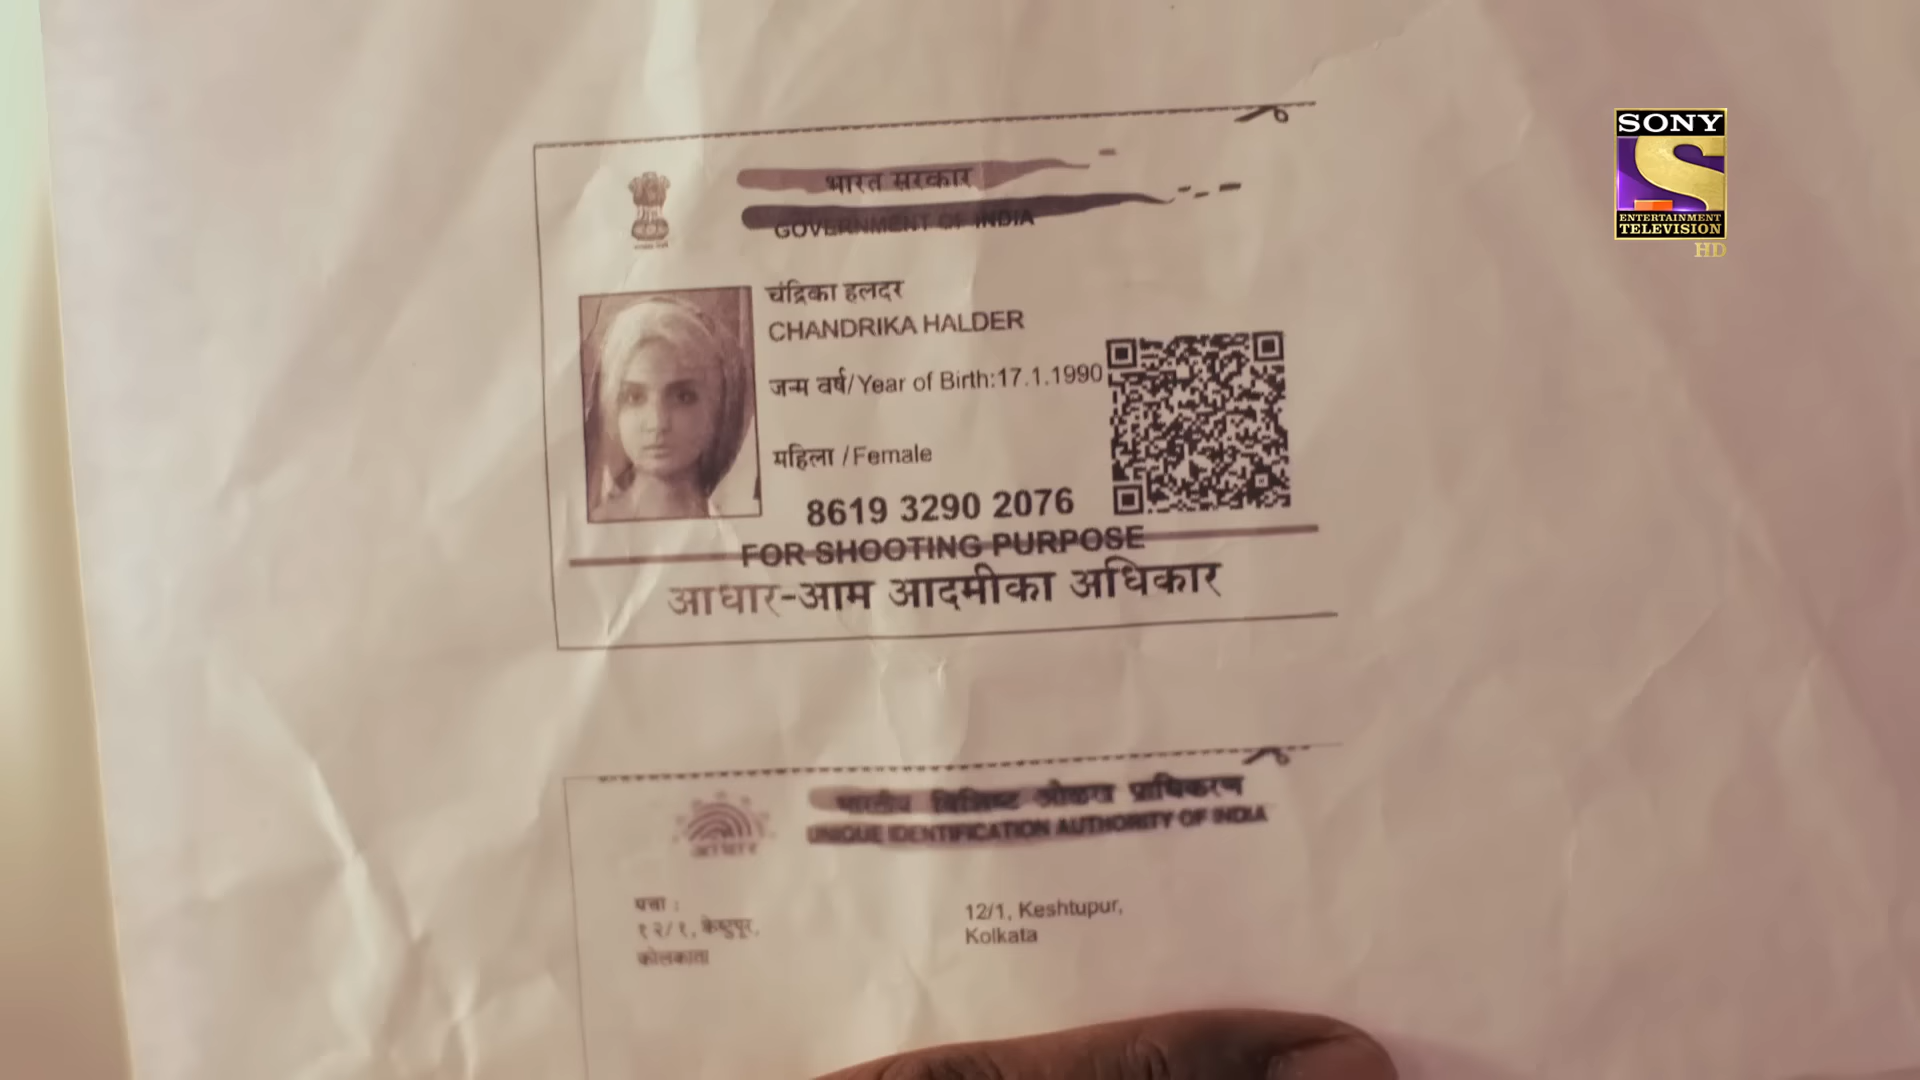 SONY
ENTERTAINMENT
TELEVISION
HD
भारत सरकार
GOVERNMENT OF INDIA
चंद्रिका हलदर
CHANDRIKA HALDER
जन्म वर्ष/Year of Birth:17.1.1990
महिला /Female
8619 3290 2076
FOR SHOOTING PURPOSE
आधार-आम आदमीका अधिकार
भारतीय विशिष्ट ओळख प्राधिकरण
UNIQUE IDENTIFICATION AUTHORITY OF INDIA
आधार
पत्ता :
१२/१, केष्टुपूर,
कोलकाता
12/1, Keshtupur,
Kolkata